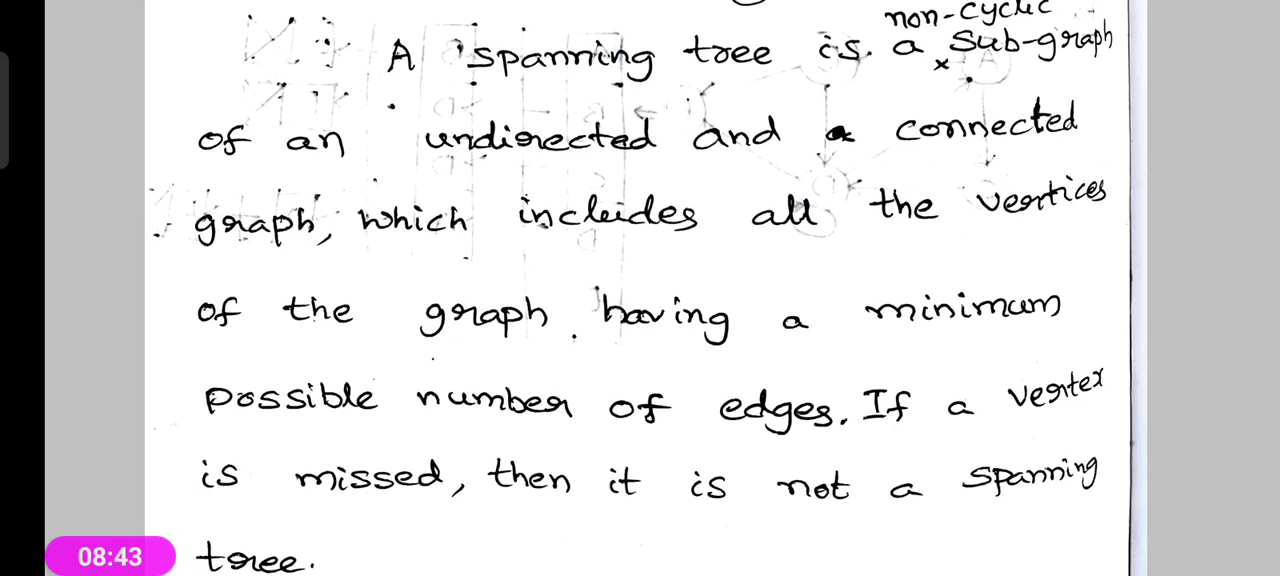 non-cyclic
A spanning tree is a sub-graph
of an undirected and a connected
graph, which includes all the vertices
of the graph having a minimum
possible number of edges. If a vertex
is missed, then it is not a spanning
tree.
08:43